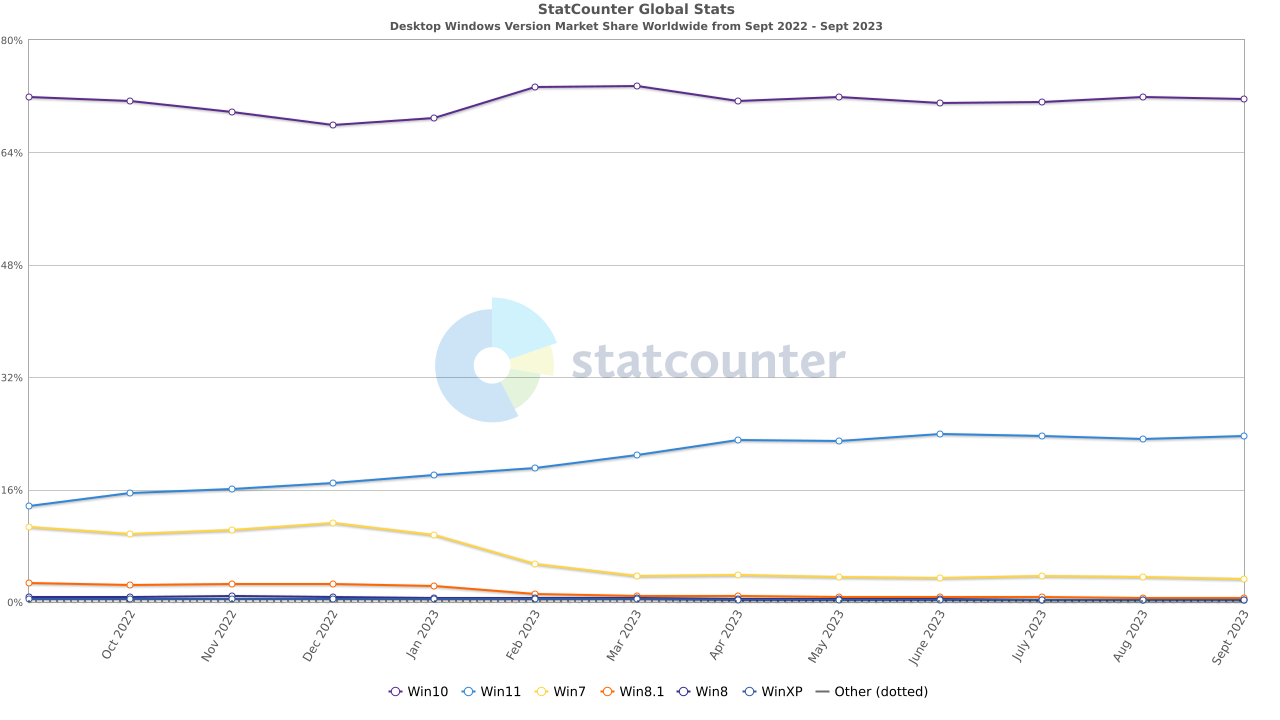 StatCounter Global Stats
Desktop Windows Version Market Share Worldwide from Sept 2022 - Sept 2023
80%
64%
48%
32%
16%
0%
statcounter
Oct 2022 Nov 2022 Dec 2022 Jan 2023 Feb 2023 Mar 2023 Apr 2023 May 2023 June 2023 July 2023 Aug 2023 Sept 2023
Win10 Win11 Win7 Win8.1 Win8 WinXP Other (dotted)